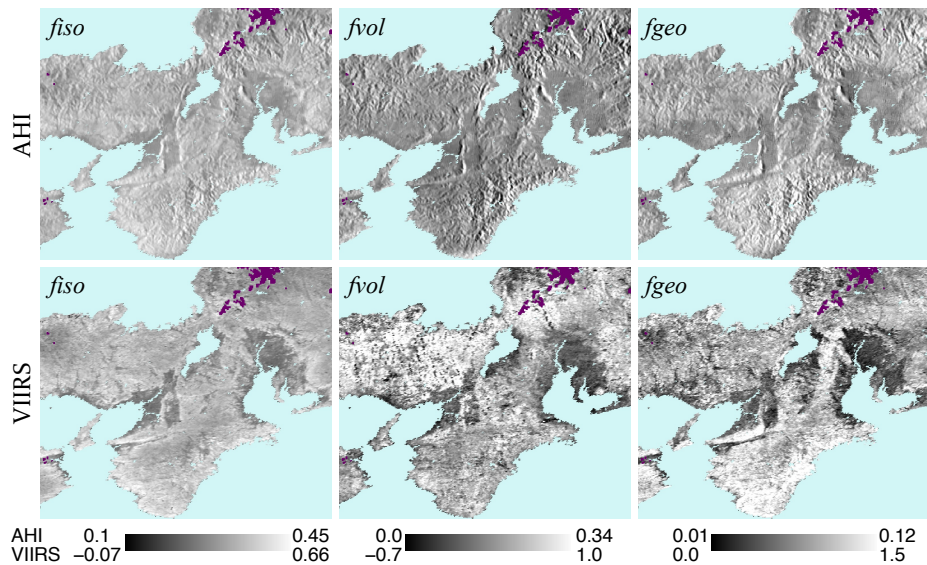 fiso
fvol
fgeo
AHI
fiso
fvol
fgeo
VIIRS
AHI 0.1 0.45 0.0 0.34 0.01 0.12
VIIRS −0.07 0.66 −0.7 1.0 0.0 1.5